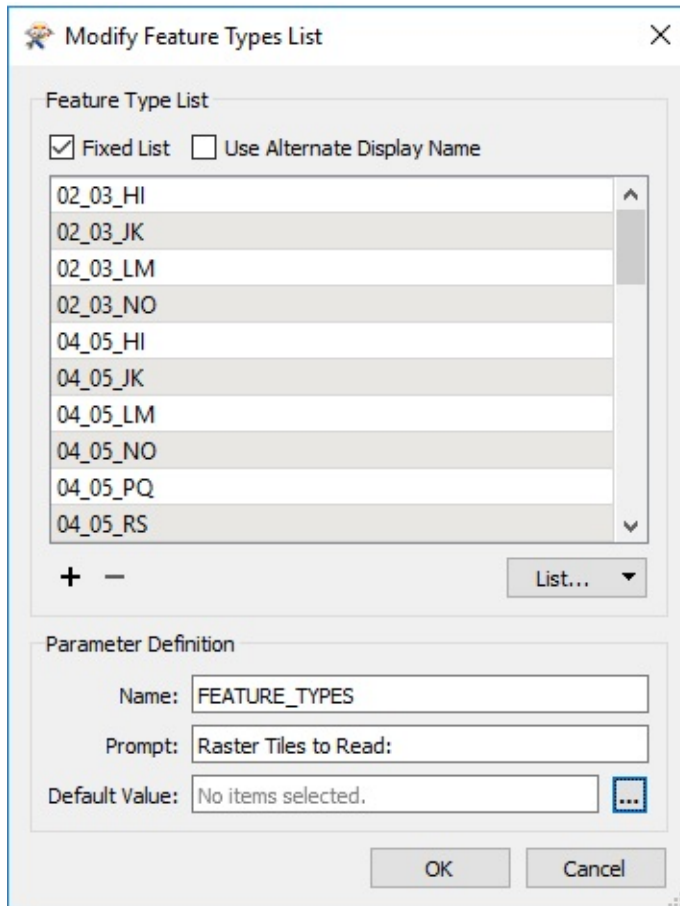 Modify Feature Types List
Feature Type List
Fixed List Use Alternate Display Name
02_03_HI
02_03_JK
02_03_LM
02_03_NO
04_05_HI
04_05_JK
04_05_LM
04_05_NO
04_05_PQ
04_05_RS
List...
Parameter Definition
Name: FEATURE_TYPES
Prompt: Raster Tiles to Read:
Default Value: No items selected. ...
OK Cancel